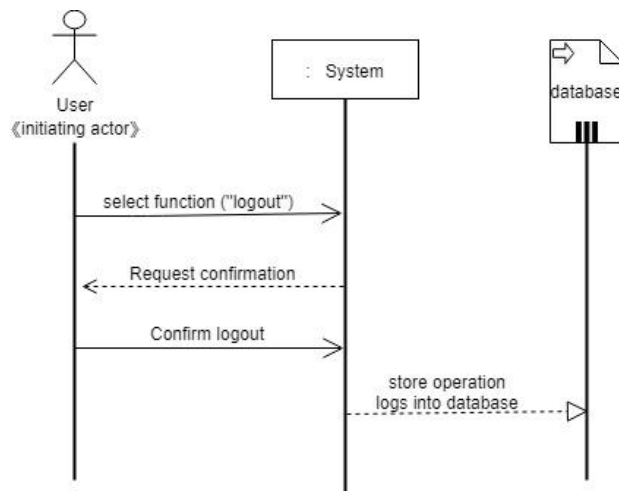 : System
database
User
《initiating actor》
select function ("logout")
Request confirmation
Confirm logout
store operation
logs into database